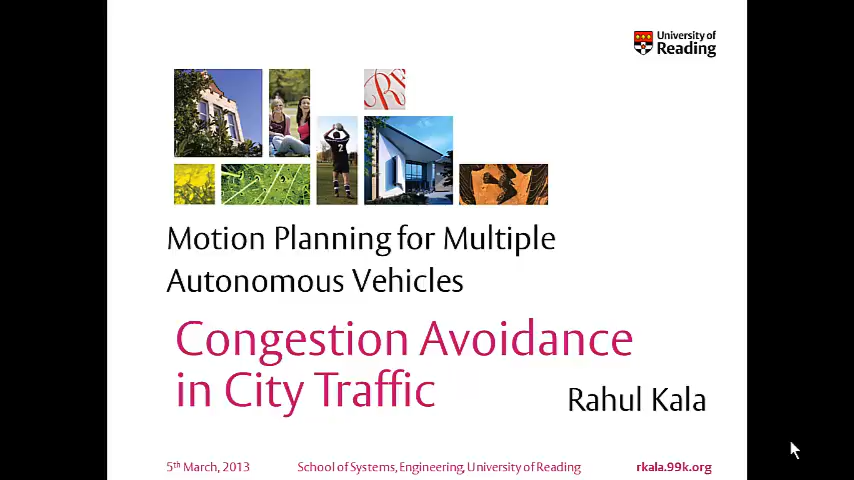 University of
Reading
Motion Planning for Multiple
Autonomous Vehicles
Congestion Avoidance
in City Traffic
Rahul Kala
5th March, 2013
School of Systems, Engineering, University of Reading
rkala.99k.org